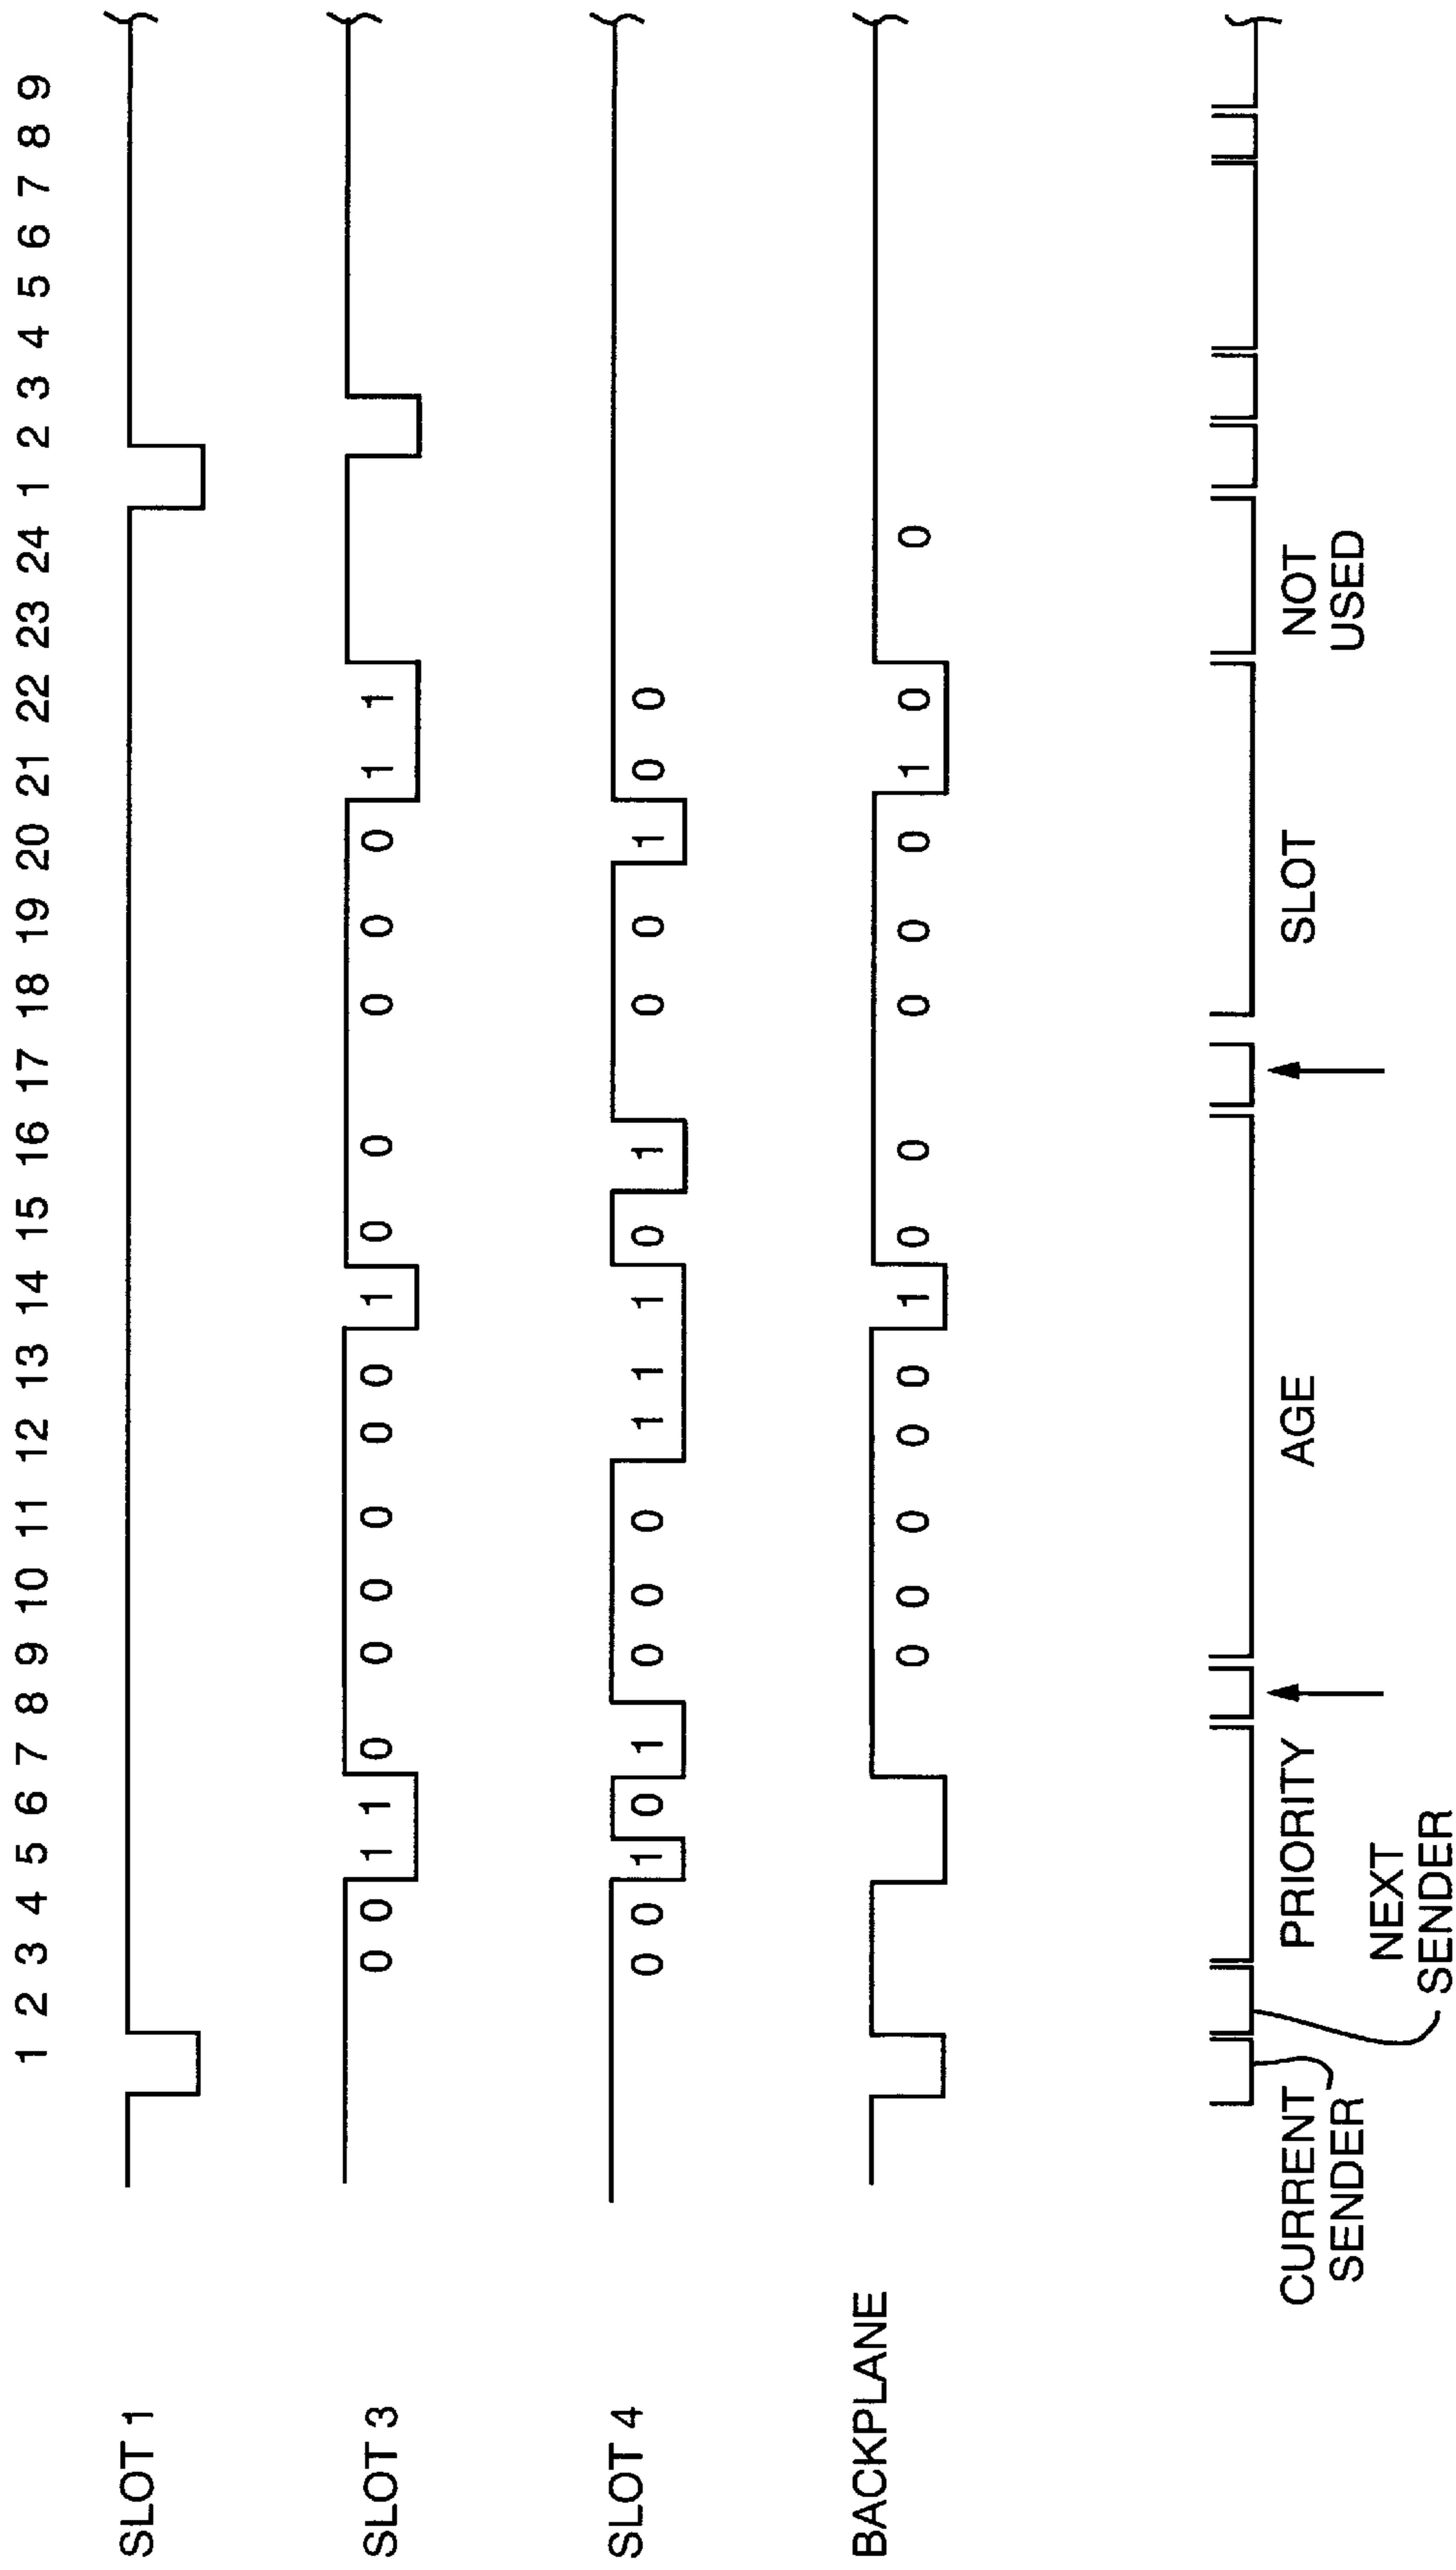 1 2 3 4 5 6 7 8 9 10 11 12 13 14 15 16 17 18 19 20 21 22 23 24 1 2 3 4 5 6 7 8 9
SLOT 1
SLOT 3
0 0 1 1 0 0 0 0 0 0 1 0 0 0 0 0 1 1
SLOT 4
0 0 1 0 1 0 0 0 1 1 1 0 1 0 0 1 0 0
BACKPLANE
0 0 0 0 0 1 0 0 0 0 0 1 0 0
CURRENT
SENDER
NEXT
SENDER
PRIORITY
AGE
SLOT
NOT
USED